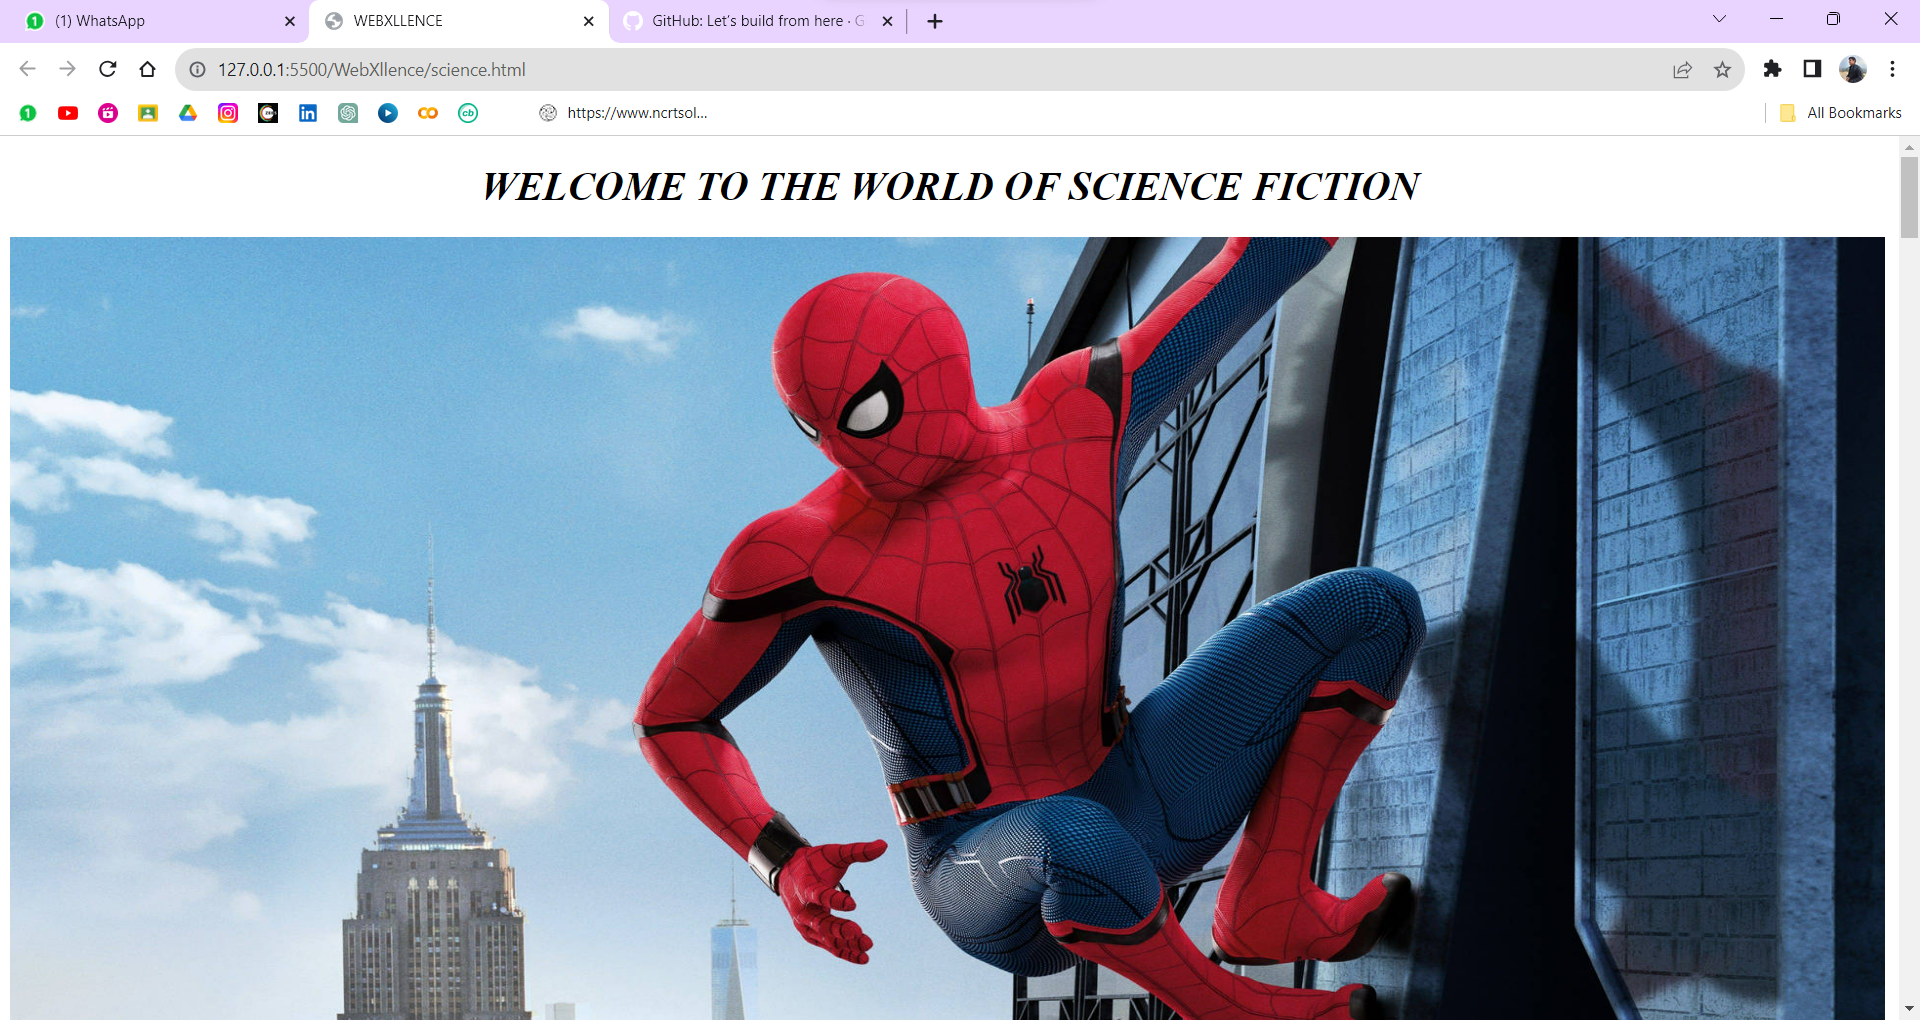 (1) WhatsApp
WEBXLLENCE
GitHub: Let's build from here · G
127.0.0.1:5500/WebXllence/science.html
https://www.ncrtsol...
All Bookmarks
WELCOME TO THE WORLD OF SCIENCE FICTION